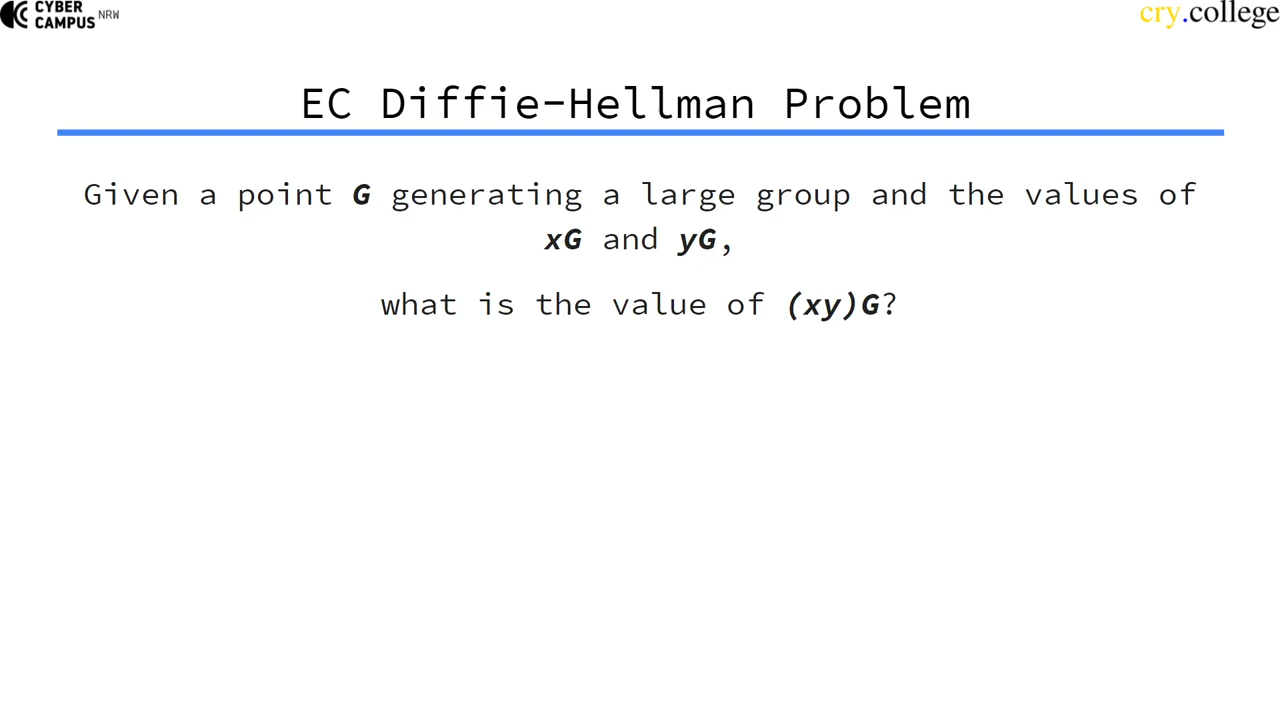 CYBER
CAMPUS NRW
cry.college
EC Diffie-Hellman Problem
Given a point G generating a large group and the values of
xG and yG,
what is the value of (xy)G?